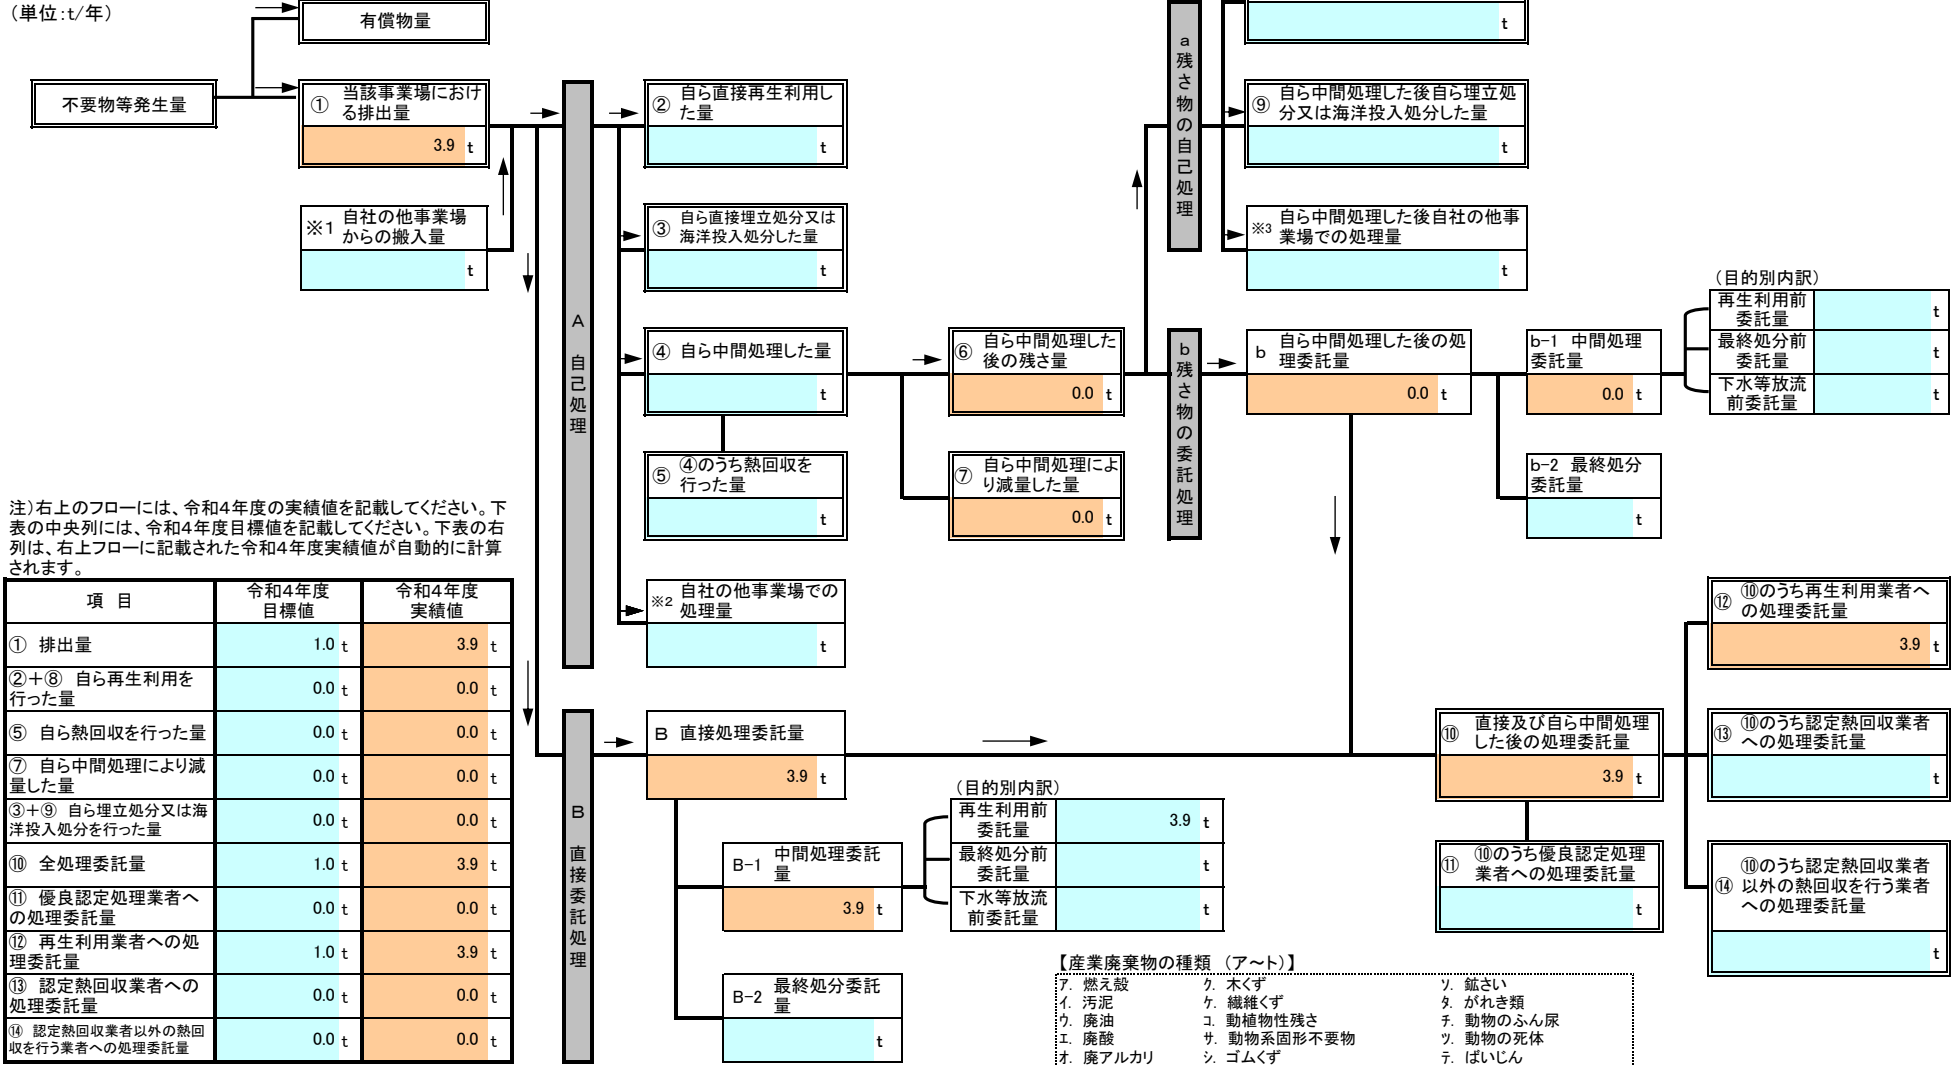 （単位：t/年）
有償物量
不要物等発生量
①
当該事業場におけ
る排出量
3.9 t
※1
自社の他事業場
からの搬入量
t
A 自己処理
②
自ら直接再生利用し
た量
t
③
自ら直接埋立処分又は
海洋投入処分した量
t
④ 自ら中間処理した量
t
⑤
④のうち熱回収を
行った量
t
※2
自社の他事業場での
処理量
t
⑥
自ら中間処理した
後の残さ量
0.0 t
⑦
自ら中間処理によ
り減量した量
0.0 t
a 残さ物の自己処理
t
⑨
自ら中間処理した後自ら埋立処
分又は海洋投入処分した量
t
※3
自ら中間処理した後自社の他事
業場での処理量
t
b 残さ物の委託処理
b
自ら中間処理した後の処
理委託量
0.0 t
b-1 中間処理
委託量
0.0 t
b-2 最終処分
委託量
t
（目的別内訳）
再生利用前
委託量
t
最終処分前
委託量
t
下水等放流
前委託量
t
注）右上のフローには、令和4年度の実績値を記載してください。下
表の中央列には、令和4年度目標値を記載してください。下表の右
列は、右上フローに記載された令和4年度実績値が自動的に計算
されます。
項 目
令和4年度
目標値
令和4年度
実績値
① 排出量
1.0 t
3.9 t
②＋⑧ 自ら再生利用を
行った量
0.0 t
0.0 t
⑤ 自ら熱回収を行った量
0.0 t
0.0 t
⑦ 自ら中間処理により減
量した量
0.0 t
0.0 t
③＋⑨ 自ら埋立処分又は海
洋投入処分を行った量
0.0 t
0.0 t
⑩ 全処理委託量
1.0 t
3.9 t
⑪ 優良認定処理業者へ
の処理委託量
0.0 t
0.0 t
⑫ 再生利用業者への処
理委託量
1.0 t
3.9 t
⑬ 認定熱回収業者への
処理委託量
0.0 t
0.0 t
⑭ 認定熱回収業者以外の熱回
収を行う業者への処理委託量
0.0 t
0.0 t
B 直接委託処理
B 直接処理委託量
3.9 t
B-1
中間処理委託
量
3.9 t
B-2
最終処分委託
量
t
（目的別内訳）
再生利用前
委託量
3.9 t
最終処分前
委託量
t
下水等放流
前委託量
t
⑩
直接及び自ら中間処理
した後の処理委託量
3.9 t
⑪
⑩のうち優良認定処理
業者への処理委託量
t
⑫
⑩のうち再生利用業者へ
の処理委託量
3.9 t
⑬
⑩のうち認定熱回収業者
への処理委託量
t
⑭
⑩のうち認定熱回収業者
以外の熱回収を行う業者
への処理委託量
t
【産業廃棄物の種類 （ア～ト）】
ア. 燃え殻 ク. 木くず ソ. 鉱さい
イ. 汚泥 ケ. 繊維くず タ. がれき類
ウ. 廃油 コ. 動植物性残さ チ. 動物のふん尿
エ. 廃酸 サ. 動物系固形不要物 ツ. 動物の死体
オ. 廃アルカリ シ. ゴムくず テ. ばいじん